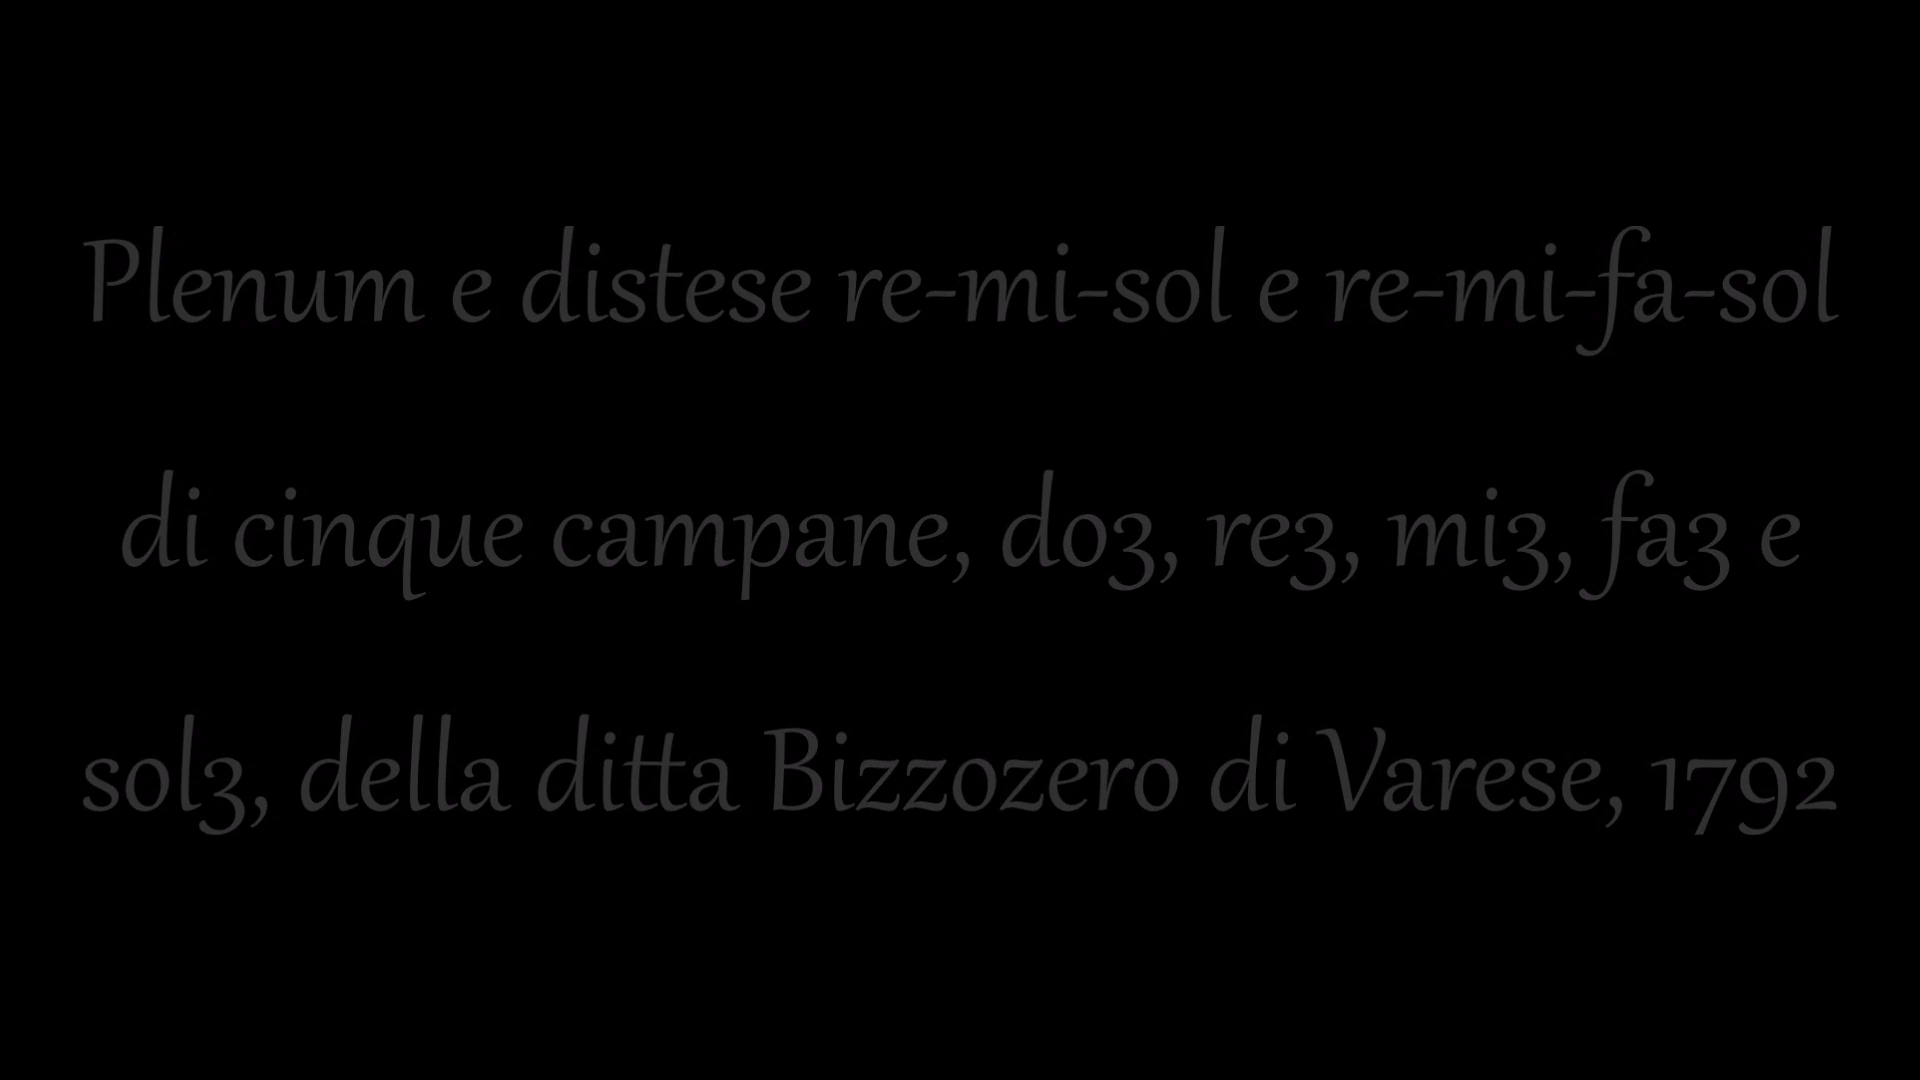 Plenum e distese re-mi-sol e re-mi-fa-sol
di cinque campane, do3, re3, mi3, fa3 e
sol3, della ditta Bizzozero di Varese, 1792